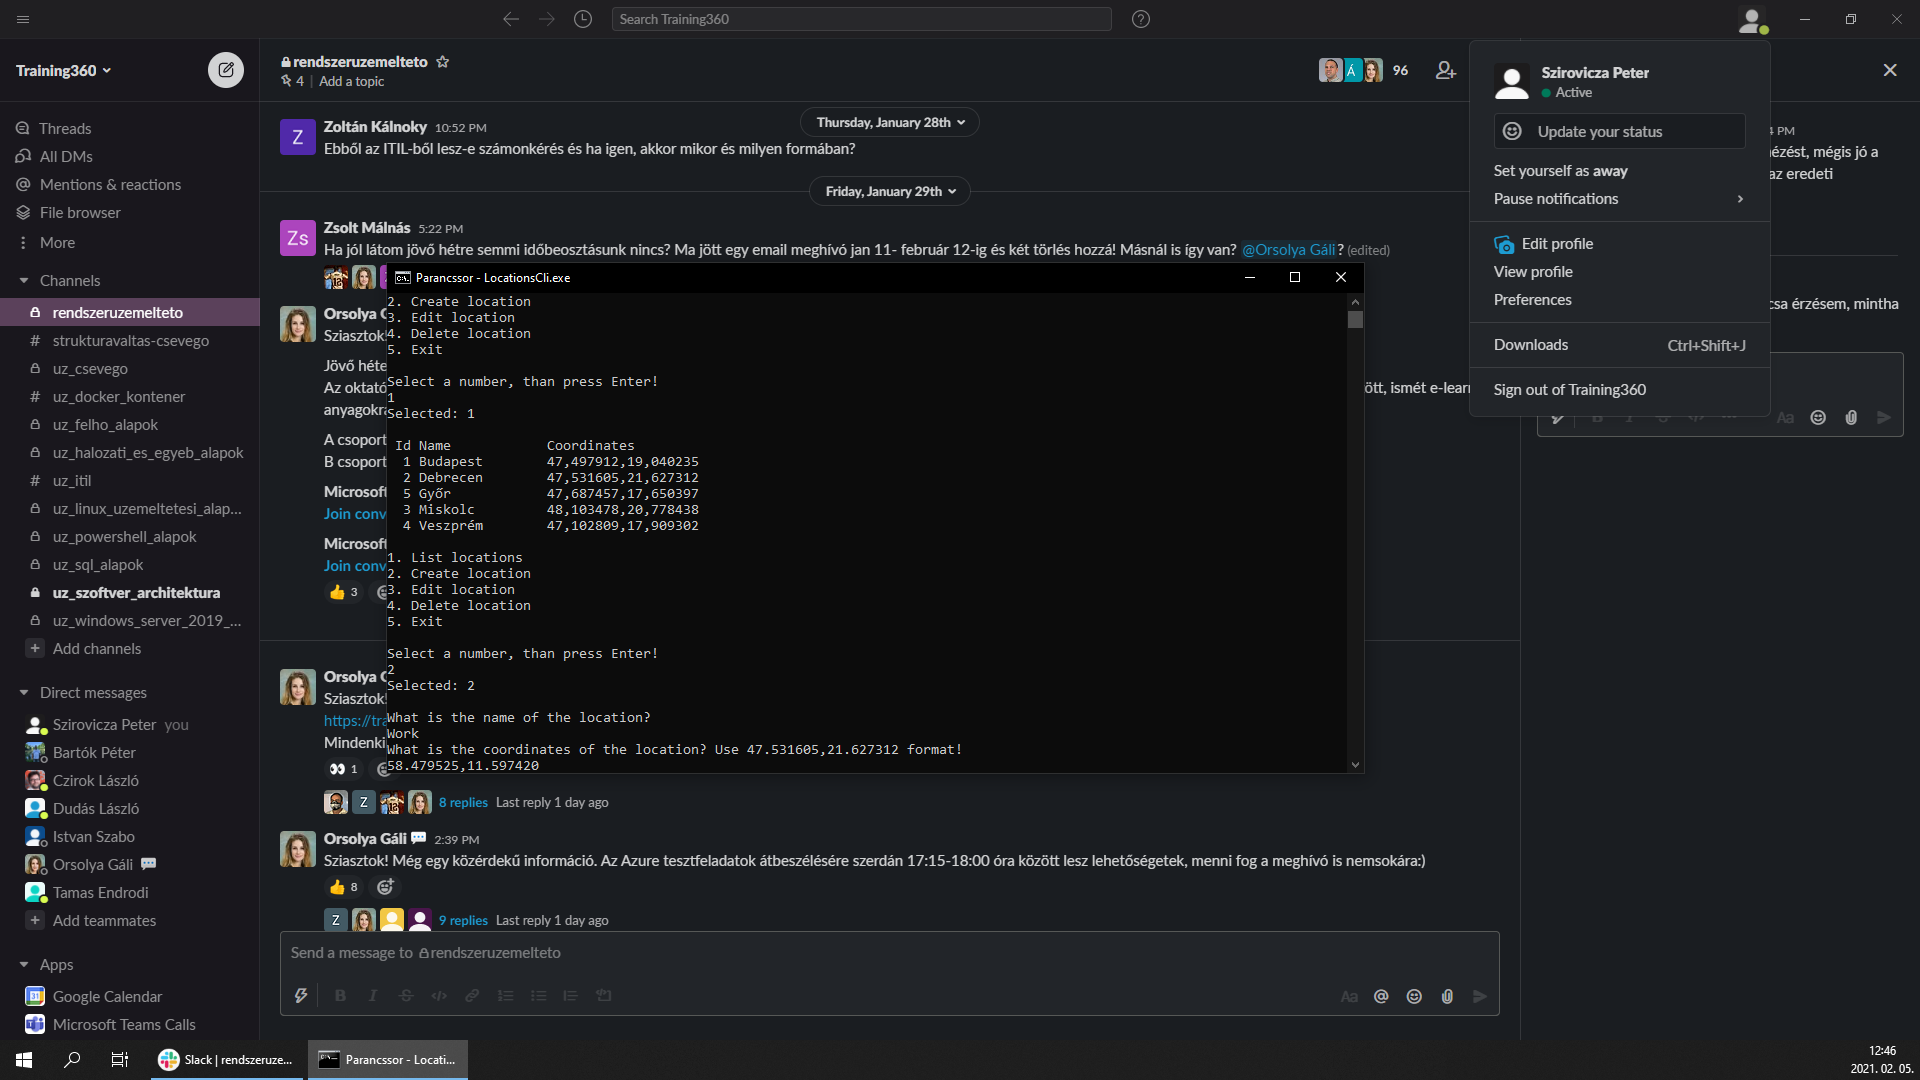 Search Training360
Training360
Threads
All DMs
Mentions & reactions
File browser
More
Channels
rendszeruzemelteto
# strukturavaltas-csevego
uz_csevego
# uz_docker_kontener
uz_felho_alapok
uz_halozati_es_egyeb_alapok
# uz_itil
uz_linux_uzemeltetesi_alap...
uz_powershell_alapok
uz_sql_alapok
uz_szoftver_architektura
uz_windows_server_2019_...
+ Add channels
Direct messages
Szirovicza Peter you
Bartók Péter
Czirok László
Dudás László
Istvan Szabo
Orsolya Gáli
Tamas Endrodi
+ Add teammates
Apps
31 Google Calendar
Microsoft Teams Calls
rendszeruzemelteto
4 | Add a topic
Á
96
Thursday, January 28th
Z
Zoltán Kálnoky 10:52 PM
Ebből az ITIL-ből lesz-e számonkérés és ha igen, akkor mikor és milyen formában?
Friday, January 29th
Zs
Zsolt Málnás 5:22 PM
Ha jól látom jövő hétre semmi időbeosztásunk nincs? Ma jött egy email meghívó jan 11- február 12-ig és két törlés hozzá! Másnál is így van? @Orsolya Gáli? (edited)
Orsolya
Sziasztok
Jövő héte
Az oktató
ött, ismét e-learn
anyagokra
A csoport
B csoport
Microsoft
Join conv
Microsoft
Join conv
3
Parancssor - LocationsCli.exe
2. Create location
3. Edit location
4. Delete location
5. Exit
Select a number, than press Enter!
1
Selected: 1
Id Name Coordinates
1 Budapest 47,497912,19,040235
2 Debrecen 47,531605,21,627312
5 Győr 47,687457,17,650397
3 Miskolc 48,103478,20,778438
4 Veszprém 47,102809,17,909302
1. List locations
2. Create location
3. Edit location
4. Delete location
5. Exit
Select a number, than press Enter!
2
Selected: 2
What is the name of the location?
Work
What is the coordinates of the location? Use 47.531605,21.627312 format!
58.479525,11.597420
Orsolya
Sziasztok
https://tra
Mindenki
1
Z
8 replies Last reply 1 day ago
Orsolya Gáli 2:39 PM
Sziasztok! Még egy közérdekű információ. Az Azure tesztfeladatok átbeszélésére szerdán 17:15-18:00 óra között lesz lehetőségetek, menni fog a meghívó is nemsokára:)
8
Z
9 replies Last reply 1 day ago
Send a message to rendszeruzemelteto
B I S </>
Aa @
Szirovicza Peter
Active
Update your status
Set yourself as away
Pause notifications
Edit profile
View profile
Preferences
Downloads Ctrl+Shift+J
Sign out of Training360
4 PM
ézést, mégis jó a
az eredeti
csa érzésem, mintha
Aa
Slack | rendszeruze...
Parancssor - Locati...
12:46
2021. 02. 05.